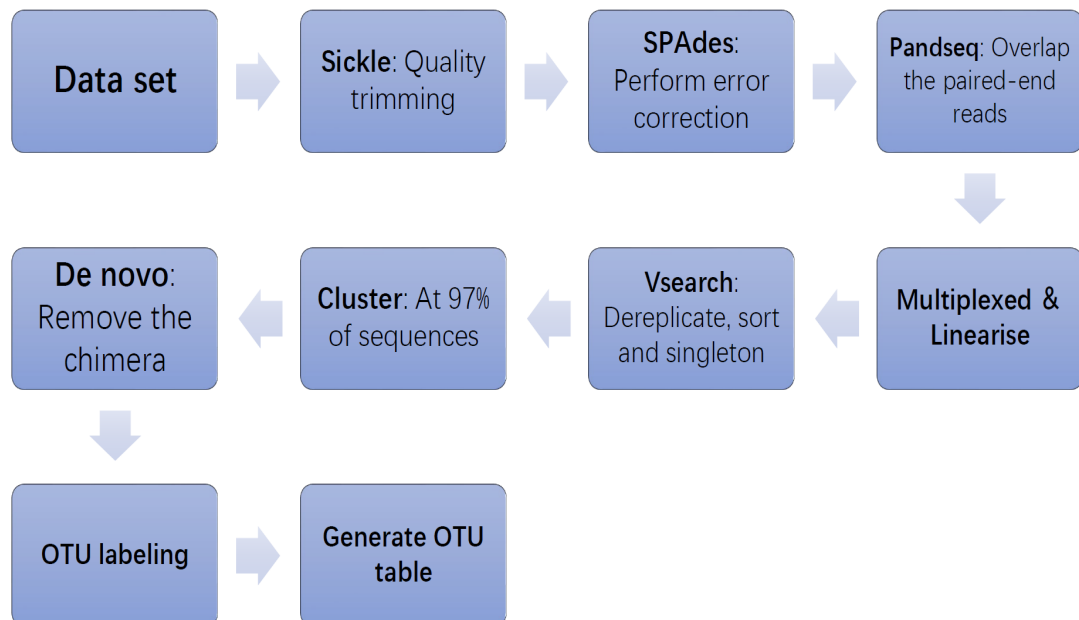 Data set
Sickle: Quality
trimming
SPAdes:
Perform error
correction
Pandseq: Overlap
the paired-end
reads
Multiplexed &
Linearise
Vsearch:
Dereplicate, sort
and singleton
Cluster: At 97%
of sequences
De novo:
Remove the
chimera
OTU labeling
Generate OTU
table